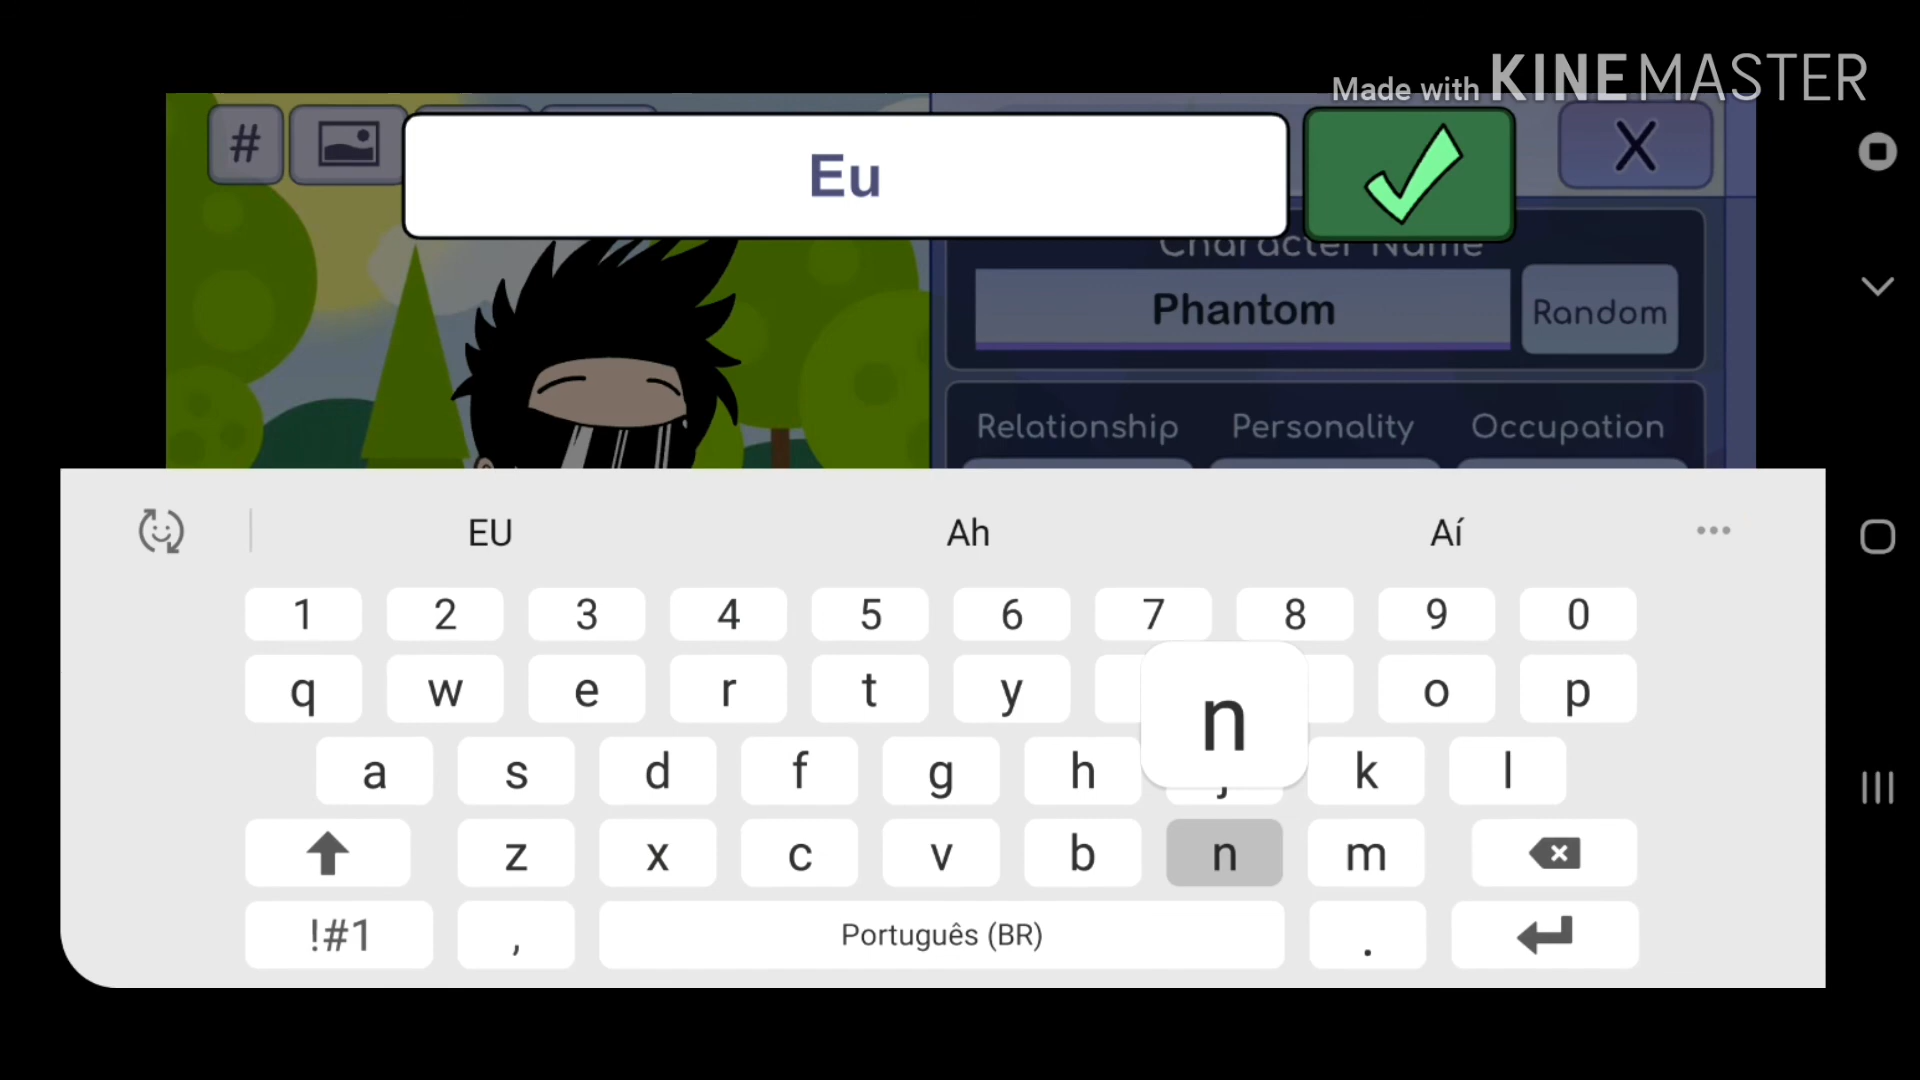 Made with KINEMASTER
#
Eu
X
Character Name
Phantom
Random
Relationship Personality Occupation
EU Ah Aí
1 2 3 4 5 6 7 8 9 0
q w e r t y o p
n
a s d f g h j k l
z x c v b n m
!#1 , Português (BR) .